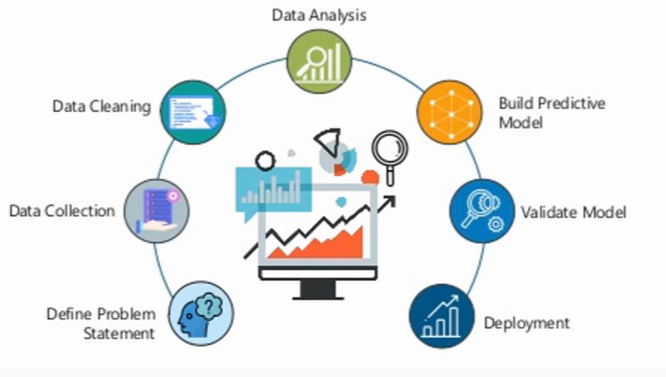 Data Analysis
Data Cleaning
Build Predictive
Model
Data Collection
Validate Model
Define Problem
Statement
Deployment